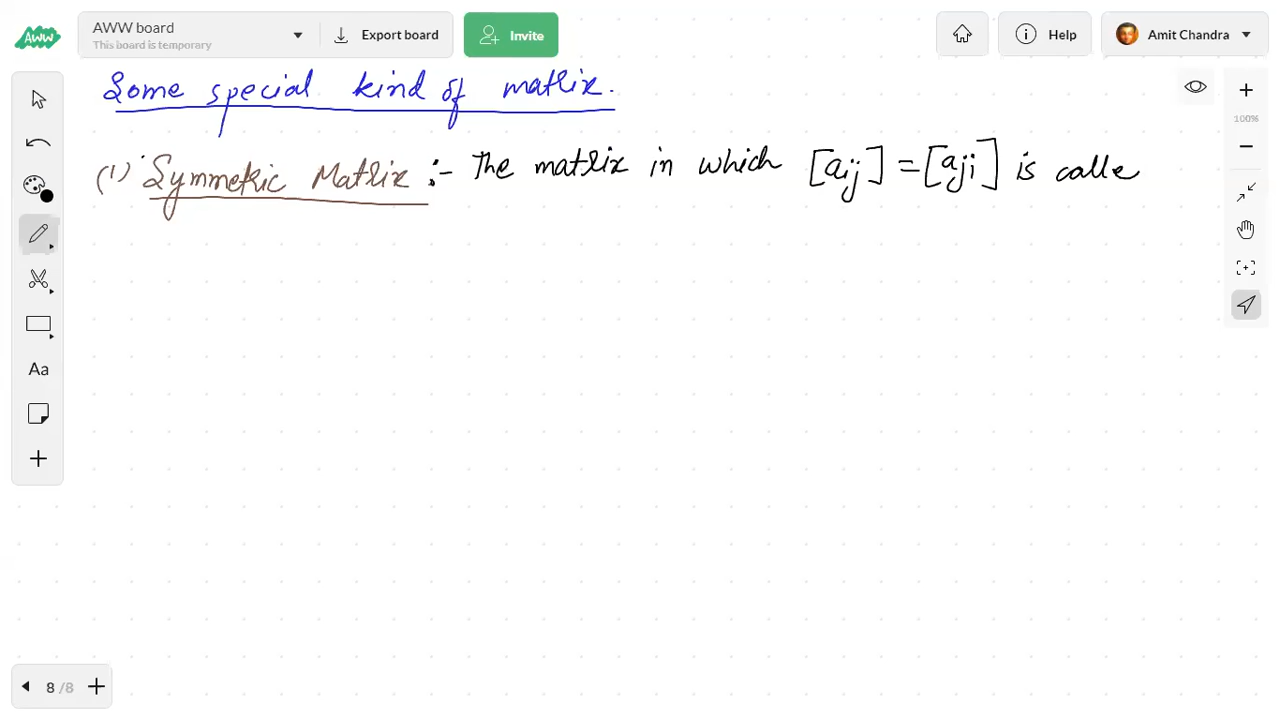 AWW
AWW board
This board is temporary
Export board
Invite
Help
Amit Chandra
Some special kind of matrix.
100%
(1) Symmetric Matrix :- The matrix in which [aij] = [aji] is calle
Aa
8 /8